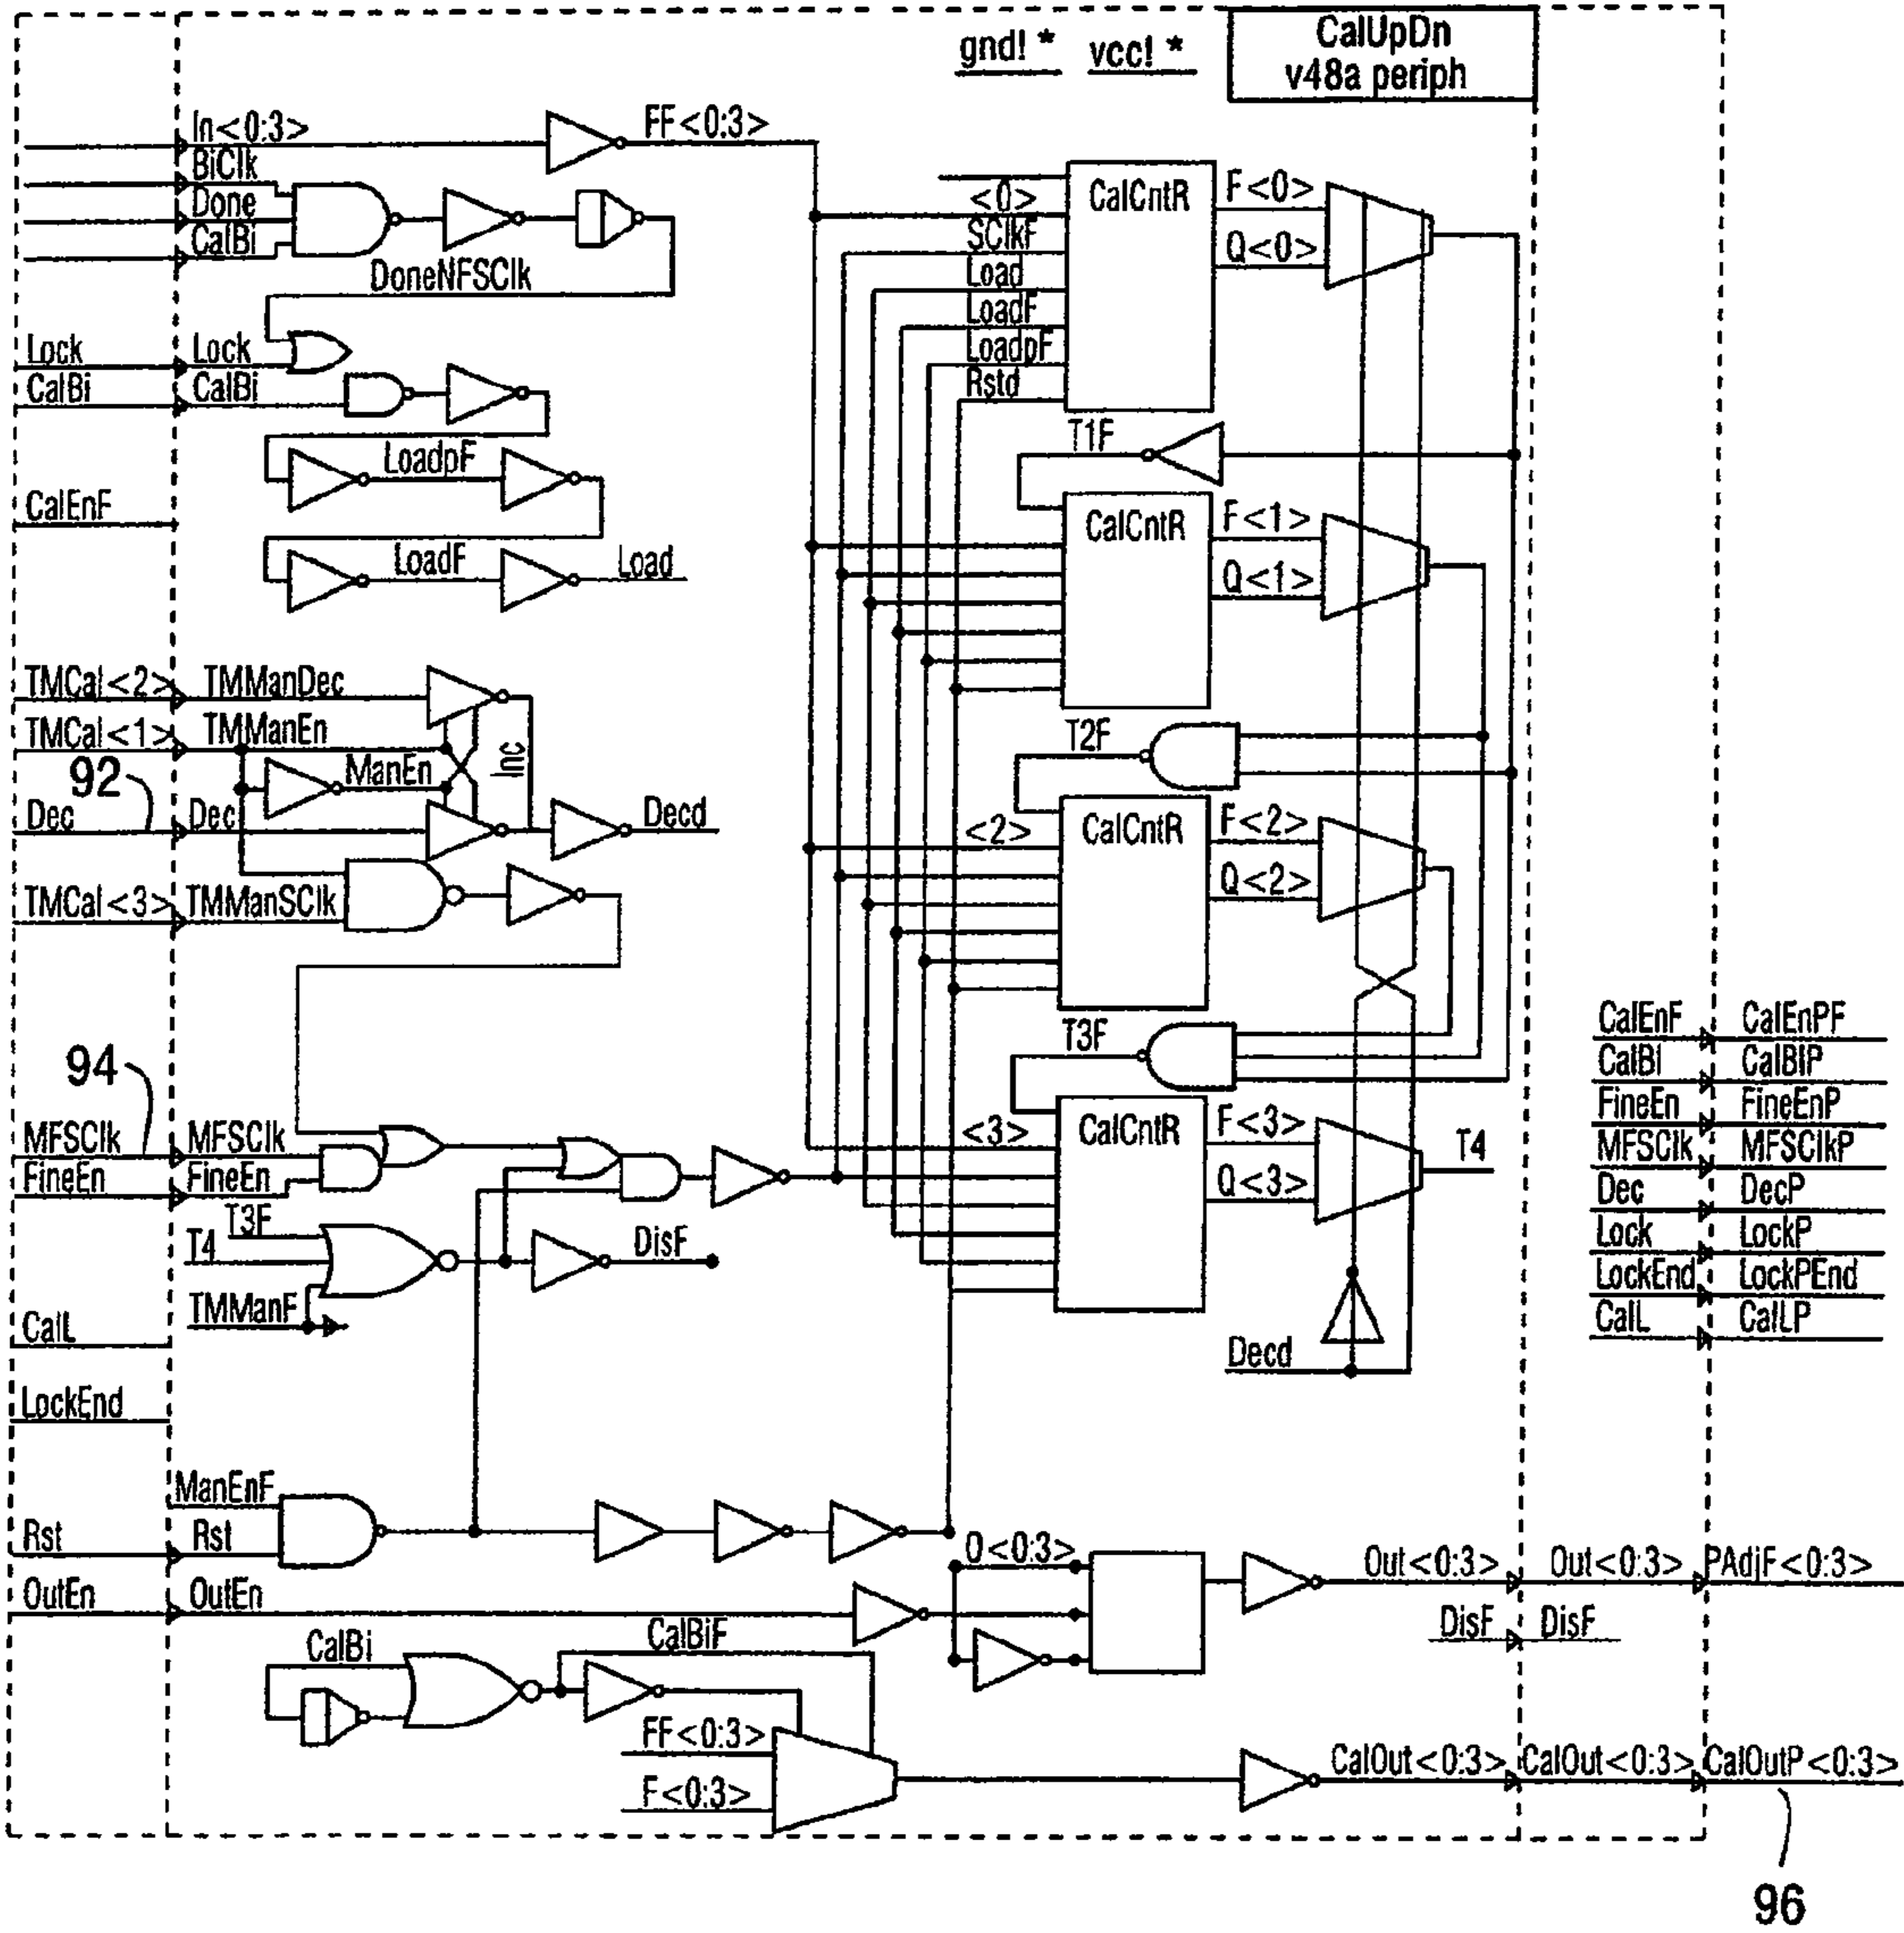 gnd! * vcc! *
CalUpDn
v48a periph
In<0:3>
FF<0:3>
BiClk
Done
CalBi
DoneNFSClk
Lock Lock
CalBi CalBi
LoadpF
CalEnF
LoadF Load
TMCal<2> TMManDec
TMCal<1> TMManEn
ManEn
Inc
92
Dec Dec Decd
TMCal<3> TMManSClk
94
MFSClk MFSClk
FineEn FineEn
T3F
T4
DisF
TMManF
CalL
LockEnd
ManEnF
Rst Rst
OutEn OutEn
CalBi CalBiF
FF<0:3>
F<0:3>
<0>
SClkF
Load
LoadF
LoadpF
Rstd
CalCntR
F<0>
Q<0>
T1F
CalCntR
F<1>
Q<1>
T2F
<2>
CalCntR
F<2>
Q<2>
T3F
<3>
CalCntR
F<3>
Q<3>
T4
Decd
CalEnF CalEnPF
CalBI CalBIP
FineEn FineEnP
MFSClk MFSClkP
Dec DecP
Lock LockP
LockEnd LockPEnd
CalL CalLP
O<0:3> Out<0:3> Out<0:3> PAdjF<0:3>
DisF DisF
CalOut<0:3> CalOut<0:3> CalOutP<0:3>
96